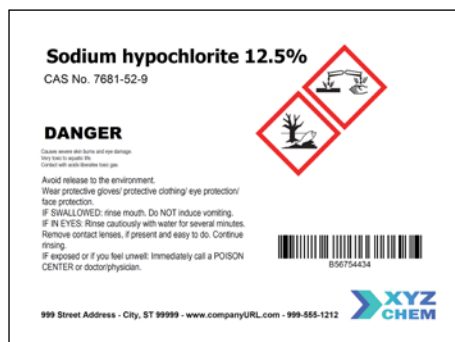 Sodium hypochlorite 12.5%
CAS No. 7681-52-9
DANGER
Causes severe skin burns and eye damage.
Very toxic to aquatic life.
Contact with acids liberates toxic gas.
Avoid release to the environment.
Wear protective gloves/ protective clothing/ eye protection/
face protection.
IF SWALLOWED: rinse mouth. Do NOT induce vomiting.
IF IN EYES: Rinse cautiously with water for several minutes.
Remove contact lenses, if present and easy to do. Continue
rinsing.
IF exposed or if you feel unwell: Immediately call a POISON
CENTER or doctor/physician.
B56754434
999 Street Address - City, ST 99999 - www.companyURL.com - 999-555-1212
XYZ
CHEM